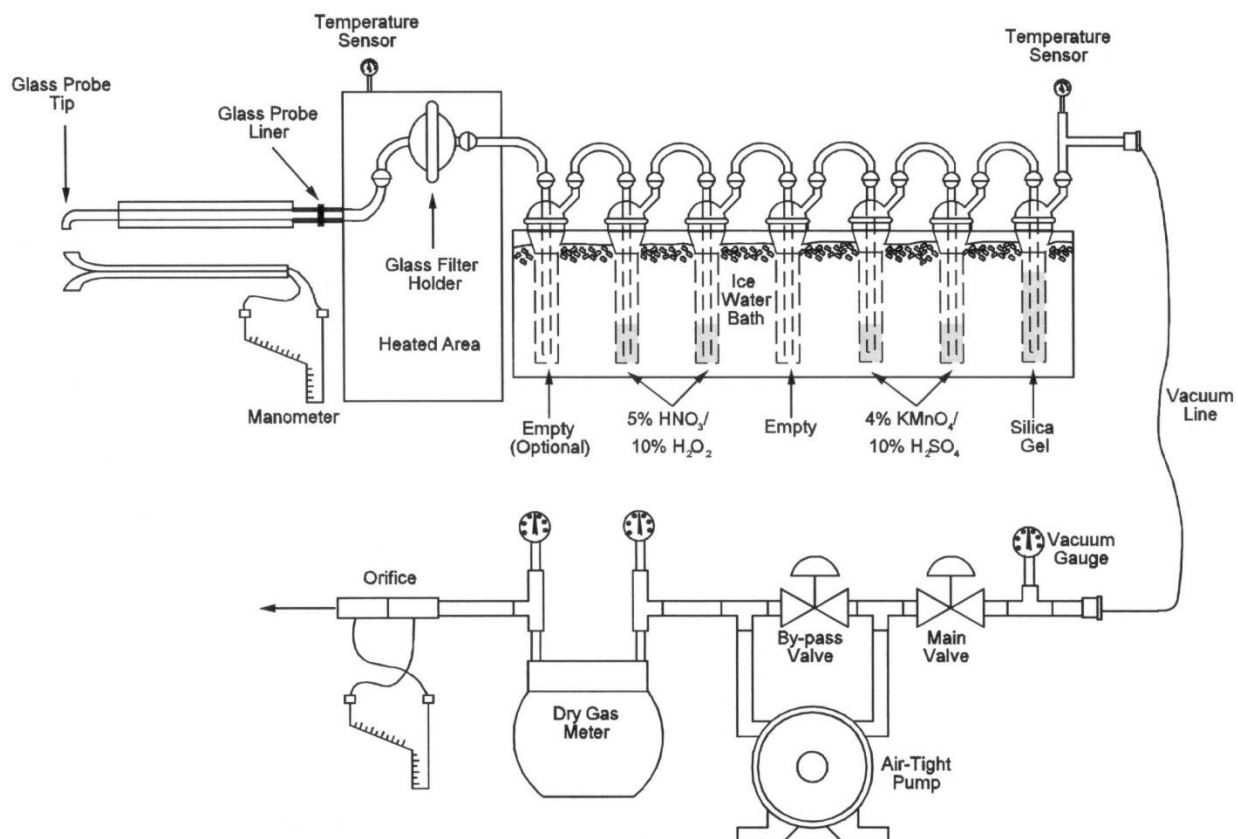 Temperature
Sensor
Temperature
Sensor
Glass Probe
Tip
Glass Probe
Liner
Glass Filter
Holder
Heated Area
Ice
Water
Bath
Manometer
Empty
(Optional)
5% HNO₃/
10% H₂O₂
Empty
4% KMnO₄/
10% H₂SO₄
Silica
Gel
Vacuum
Line
Vacuum
Gauge
Orifice
By-pass
Valve
Main
Valve
Dry Gas
Meter
Air-Tight
Pump